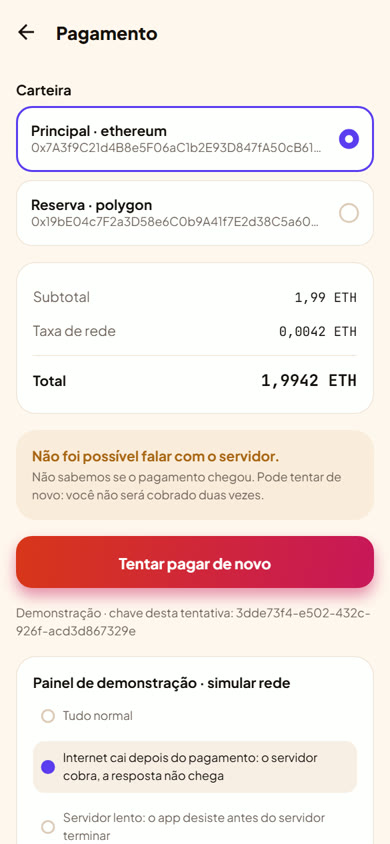 Pagamento
Carteira
Principal · ethereum
0x7A3f9C21d4B8e5F06aC1b2E93D847fA50cB61...
Reserva · polygon
0x19bE04c7F2a3D58e6C0b9A41f7E2d38C5a60...
Subtotal 1,99 ETH
Taxa de rede 0,0042 ETH
Total 1,9942 ETH
Não foi possível falar com o servidor.
Não sabemos se o pagamento chegou. Pode tentar de
novo: você não será cobrado duas vezes.
Tentar pagar de novo
Demonstração · chave desta tentativa: 3dde73f4-e502-432c-
926f-acd3d867329e
Painel de demonstração · simular rede
Tudo normal
Internet cai depois do pagamento: o servidor
cobra, a resposta não chega
Servidor lento: o app desiste antes do servidor
terminar